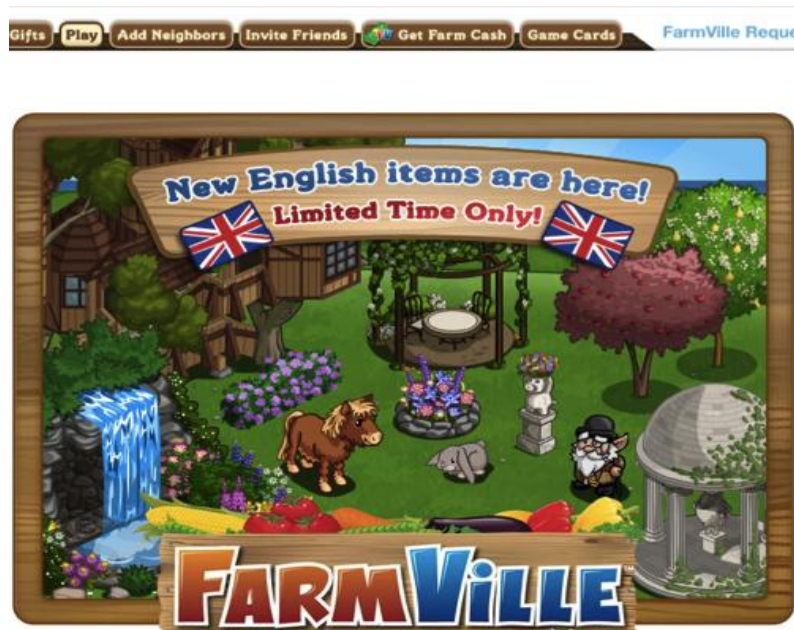 Gifts Play Add Neighbors Invite Friends Get Farm Cash Game Cards FarmVille Reque
New English items are here!
Limited Time Only!
FARMVILLE